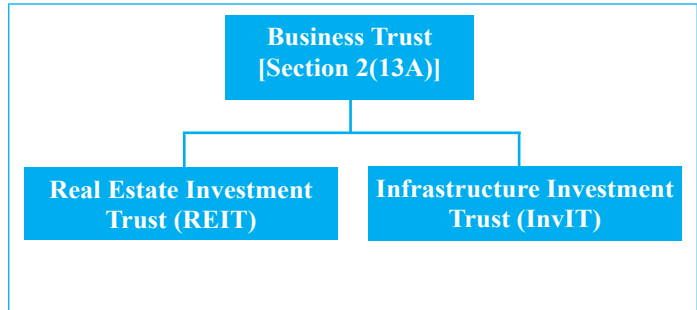 Business Trust
[Section 2(13A)]
Real Estate Investment
Trust (REIT)
Infrastructure Investment
Trust (InvIT)